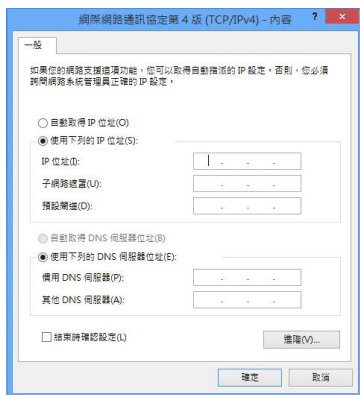 網際網路通訊協定第 4 版 (TCP/IPv4) - 內容
?
一般
如果您的網路支援這項功能，您可以取得自動指派的 IP 設定。否則，您必須
詢問網路系統管理員正確的 IP 設定。
自動取得 IP 位址(O)
使用下列的 IP 位址(S):
IP 位址(I):
子網路遮罩(U):
預設閘道(D):
自動取得 DNS 伺服器位址(B)
使用下列的 DNS 伺服器位址(E):
慣用 DNS 伺服器(P):
其他 DNS 伺服器(A):
結束時確認設定(L)
進階(V)...
確定
取消